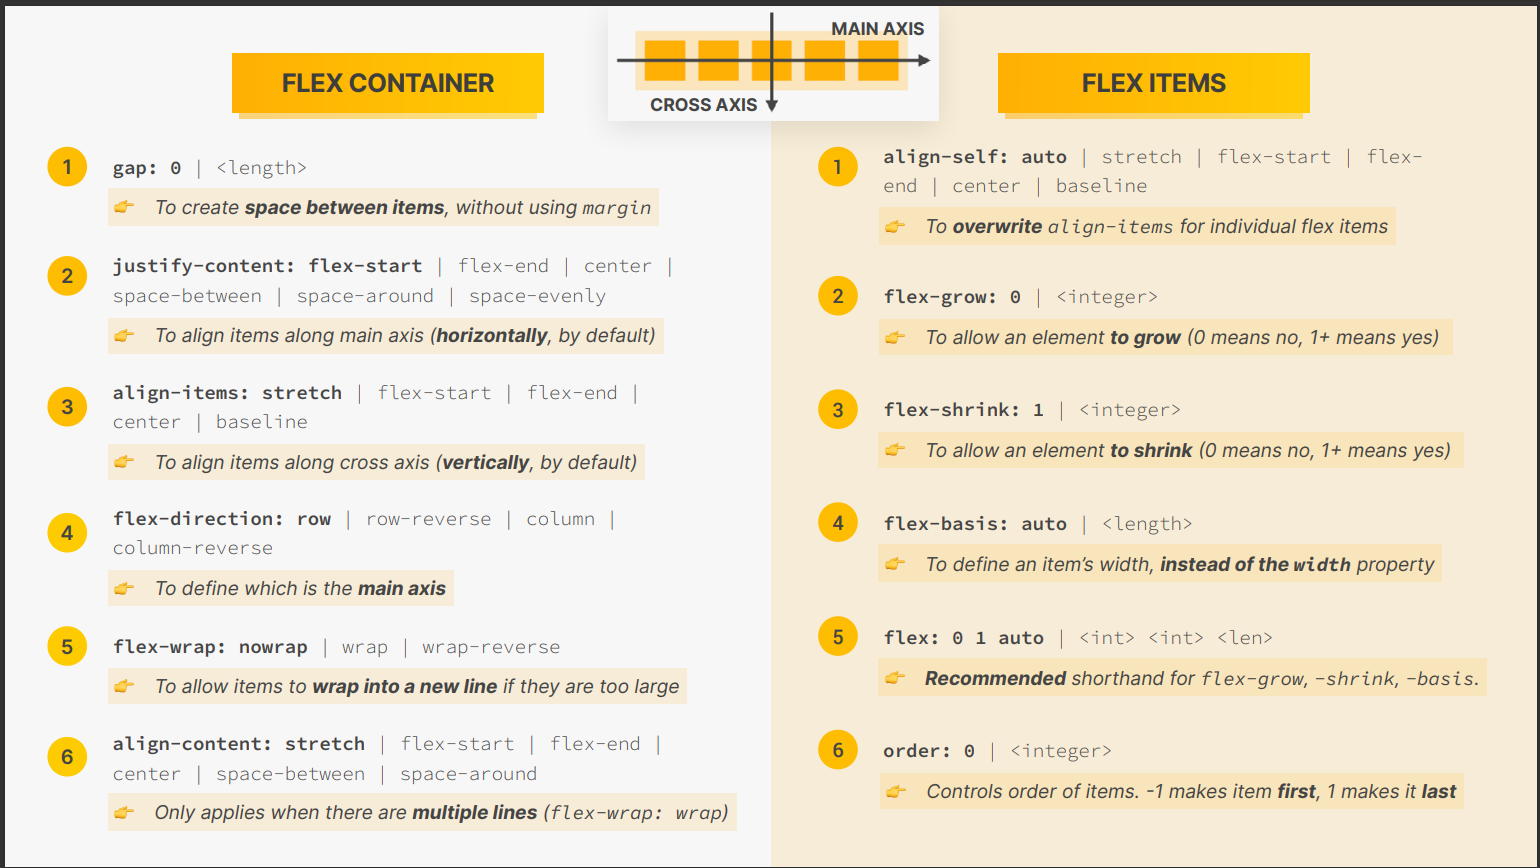 MAIN AXIS
CROSS AXIS
FLEX CONTAINER
1
gap: 0 | <length>
👉 To create space between items, without using margin
2
justify-content: flex-start | flex-end | center |
space-between | space-around | space-evenly
👉 To align items along main axis (horizontally, by default)
3
align-items: stretch | flex-start | flex-end |
center | baseline
👉 To align items along cross axis (vertically, by default)
4
flex-direction: row | row-reverse | column |
column-reverse
👉 To define which is the main axis
5
flex-wrap: nowrap | wrap | wrap-reverse
👉 To allow items to wrap into a new line if they are too large
6
align-content: stretch | flex-start | flex-end |
center | space-between | space-around
👉 Only applies when there are multiple lines (flex-wrap: wrap)
FLEX ITEMS
1
align-self: auto | stretch | flex-start | flex-
end | center | baseline
👉 To overwrite align-items for individual flex items
2
flex-grow: 0 | <integer>
👉 To allow an element to grow (0 means no, 1+ means yes)
3
flex-shrink: 1 | <integer>
👉 To allow an element to shrink (0 means no, 1+ means yes)
4
flex-basis: auto | <length>
👉 To define an item’s width, instead of the width property
5
flex: 0 1 auto | <int> <int> <len>
👉 Recommended shorthand for flex-grow, -shrink, -basis.
6
order: 0 | <integer>
👉 Controls order of items. -1 makes item first, 1 makes it last